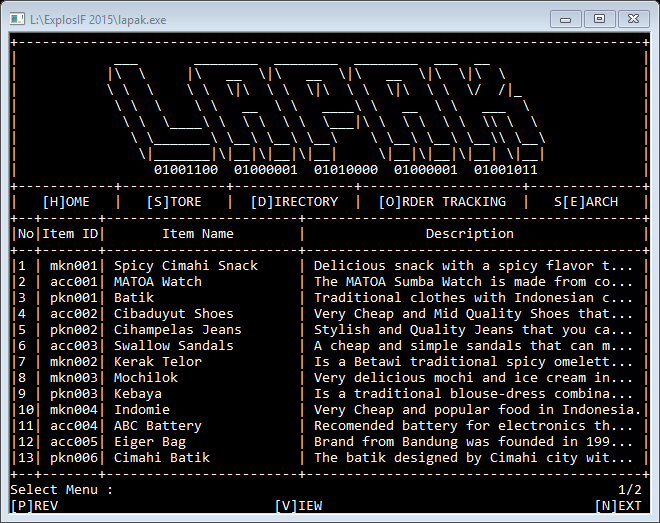 L:\ExplosIF 2015\lapak.exe
LAPAK
01001100 01000001 01010000 01000001 01001011
[H]OME | [S]TORE | [D]IRECTORY | [O]RDER TRACKING | S[E]ARCH
No|Item ID| Item Name | Description
1 | mkn001| Spicy Cimahi Snack | Delicious snack with a spicy flavor t...
2 | acc001| MATOA Watch | The MATOA Sumba Watch is made from co...
3 | pkn001| Batik | Traditional clothes with Indonesian c...
4 | acc002| Cibaduyut Shoes | Very Cheap and Mid Quality Shoes that...
5 | pkn002| Cihampelas Jeans | Stylish and Quality Jeans that you ca...
6 | acc003| Swallow Sandals | A cheap and simple sandals that can m...
7 | mkn002| Kerak Telor | Is a Betawi traditional spicy omelett...
8 | mkn003| Mochilok | Very delicious mochi and ice cream in...
9 | pkn003| Kebaya | Is a traditional blouse-dress combina...
10| mkn004| Indomie | Very Cheap and popular food in Indonesia.
11| acc004| ABC Battery | Recomended battery for electronics th...
12| acc005| Eiger Bag | Brand from Bandung was founded in 199...
13| pkn006| Cimahi Batik | The batik designed by Cimahi city wit...
Select Menu : 1/2
[P]REV [V]IEW [N]EXT